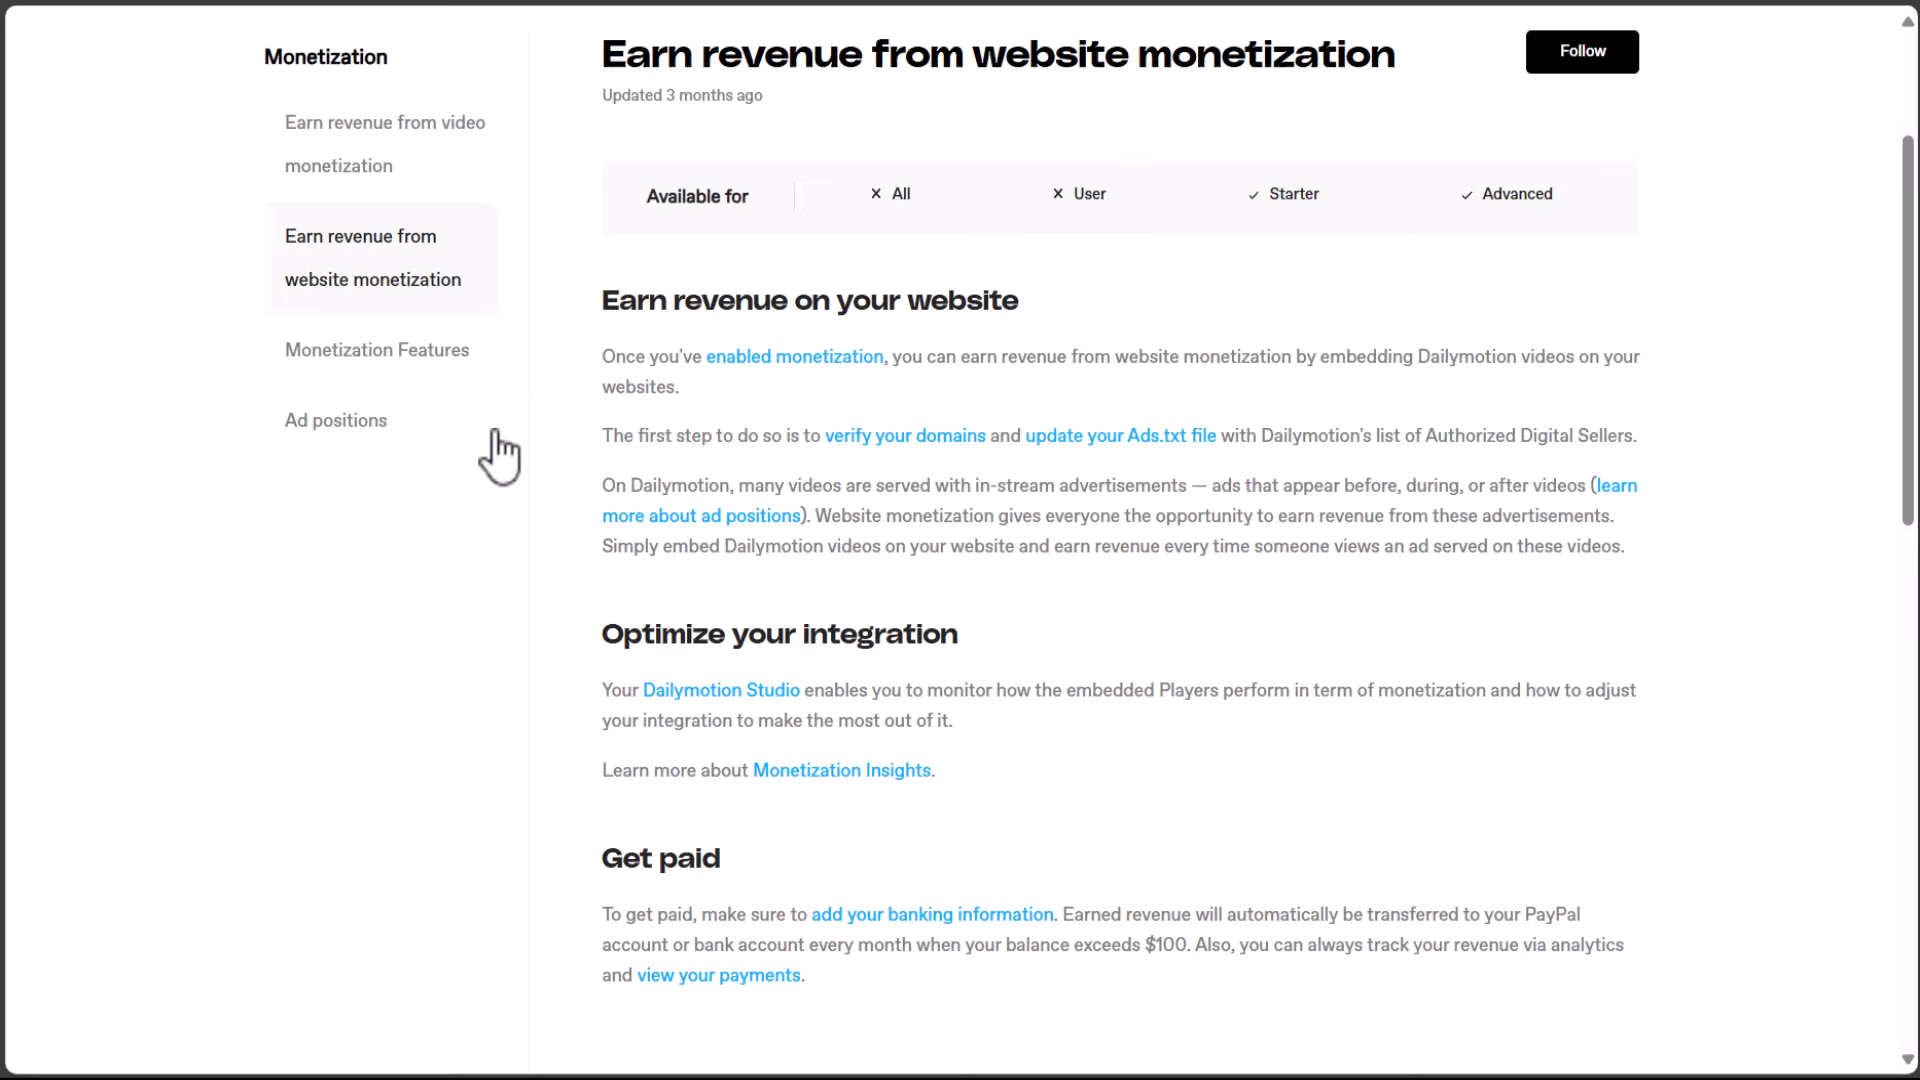 Monetization
Earn revenue from video
monetization
Earn revenue from
website monetization
Monetization Features
Ad positions
Earn revenue from website monetization
Follow
Updated 3 months ago
Available for
× All
× User
✓ Starter
✓ Advanced
Earn revenue on your website
Once you've enabled monetization, you can earn revenue from website monetization by embedding Dailymotion videos on your
websites.
The first step to do so is to verify your domains and update your Ads.txt file with Dailymotion's list of Authorized Digital Sellers.
On Dailymotion, many videos are served with in-stream advertisements — ads that appear before, during, or after videos (learn
more about ad positions). Website monetization gives everyone the opportunity to earn revenue from these advertisements.
Simply embed Dailymotion videos on your website and earn revenue every time someone views an ad served on these videos.
Optimize your integration
Your Dailymotion Studio enables you to monitor how the embedded Players perform in term of monetization and how to adjust
your integration to make the most out of it.
Learn more about Monetization Insights.
Get paid
To get paid, make sure to add your banking information. Earned revenue will automatically be transferred to your PayPal
account or bank account every month when your balance exceeds $100. Also, you can always track your revenue via analytics
and view your payments.